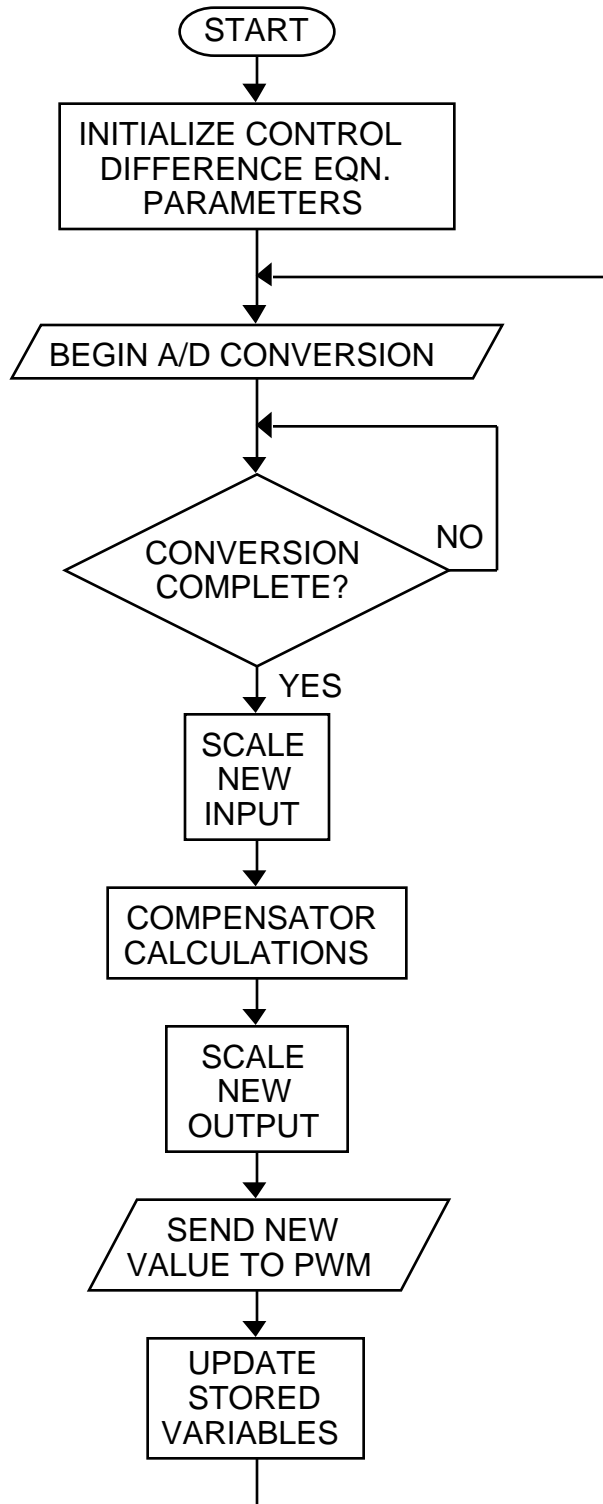 START
INITIALIZE CONTROL
DIFFERENCE EQN.
PARAMETERS
BEGIN A/D CONVERSION
CONVERSION
COMPLETE?
NO
YES
SCALE
NEW
INPUT
COMPENSATOR
CALCULATIONS
SCALE
NEW
OUTPUT
SEND NEW
VALUE TO PWM
UPDATE
STORED
VARIABLES